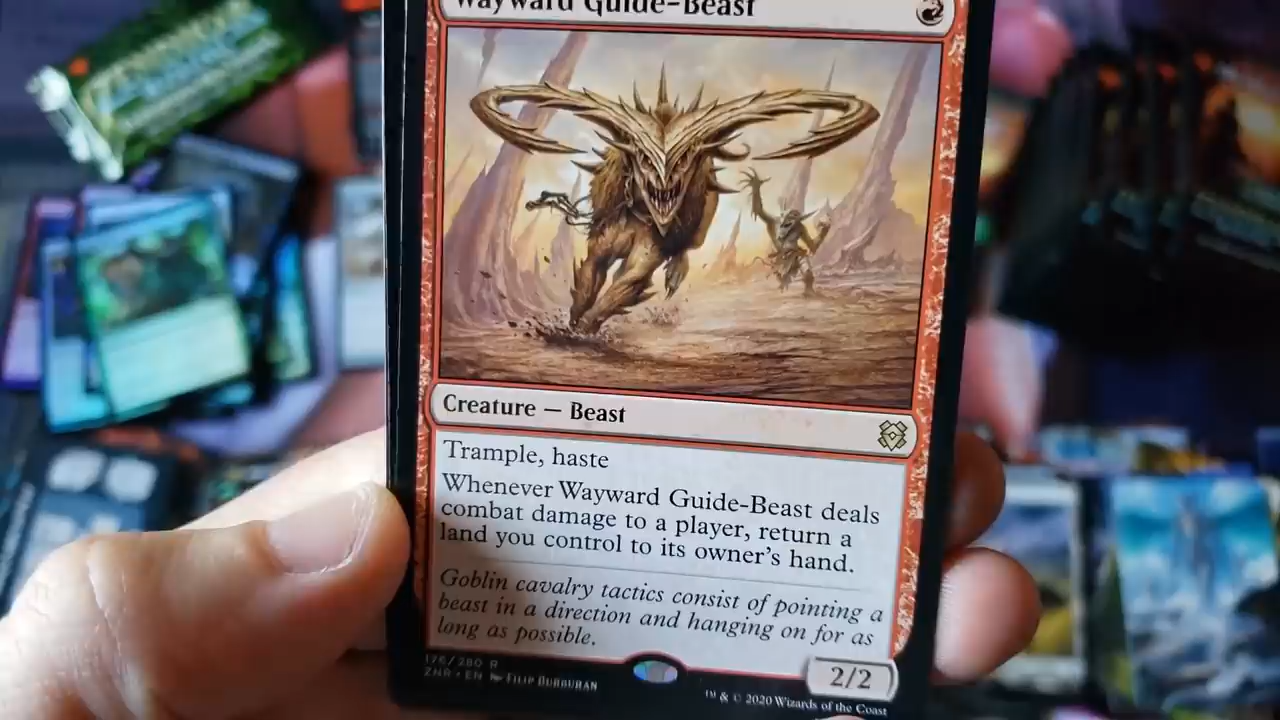 Wayward Guide-Beast
Creature — Beast
Trample, haste
Whenever Wayward Guide-Beast deals
combat damage to a player, return a
land you control to its owner's hand.
Goblin cavalry tactics consist of pointing a
beast in a direction and hanging on for as
long as possible.
176/280 R
ZNR • EN Filip Burburan
2/2
™ & © 2020 Wizards of the Coast